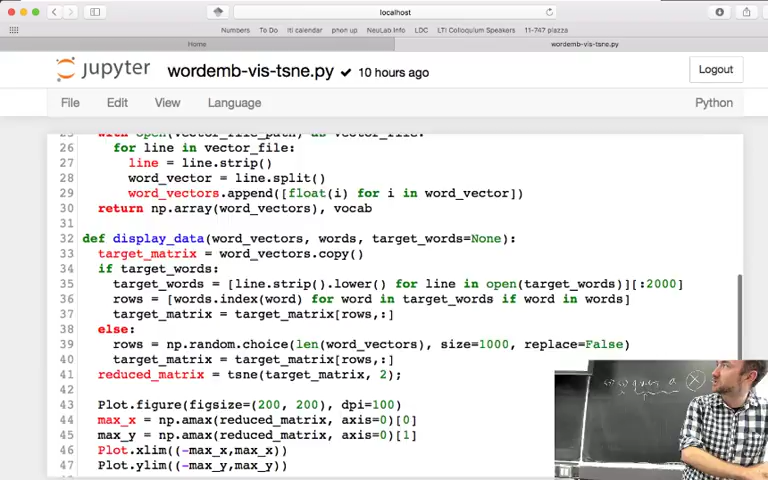 localhost
Numbers To Do lti calendar phon up NeuLab Info LDC LTI Colloquium Speakers 11-747 piazza
Home wordemb-vis-tsne.py
jupyter wordemb-vis-tsne.py ✔ 10 hours ago Logout
File Edit View Language Python
25 with open(vector_file_path) as vector_file:
26 for line in vector_file:
27 line = line.strip()
28 word_vector = line.split()
29 word_vectors.append([float(i) for i in word_vector])
30 return np.array(word_vectors), vocab
31
32 def display_data(word_vectors, words, target_words=None):
33 target_matrix = word_vectors.copy()
34 if target_words:
35 target_words = [line.strip().lower() for line in open(target_words)][:2000]
36 rows = [words.index(word) for word in target_words if word in words]
37 target_matrix = target_matrix[rows,:]
38 else:
39 rows = np.random.choice(len(word_vectors), size=1000, replace=False)
40 target_matrix = target_matrix[rows,:]
41 reduced_matrix = tsne(target_matrix, 2);
42
43 Plot.figure(figsize=(200, 200), dpi=100)
44 max_x = np.amax(reduced_matrix, axis=0)[0]
45 max_y = np.amax(reduced_matrix, axis=0)[1]
46 Plot.xlim((-max_x,max_x))
47 Plot.ylim((-max_y,max_y))